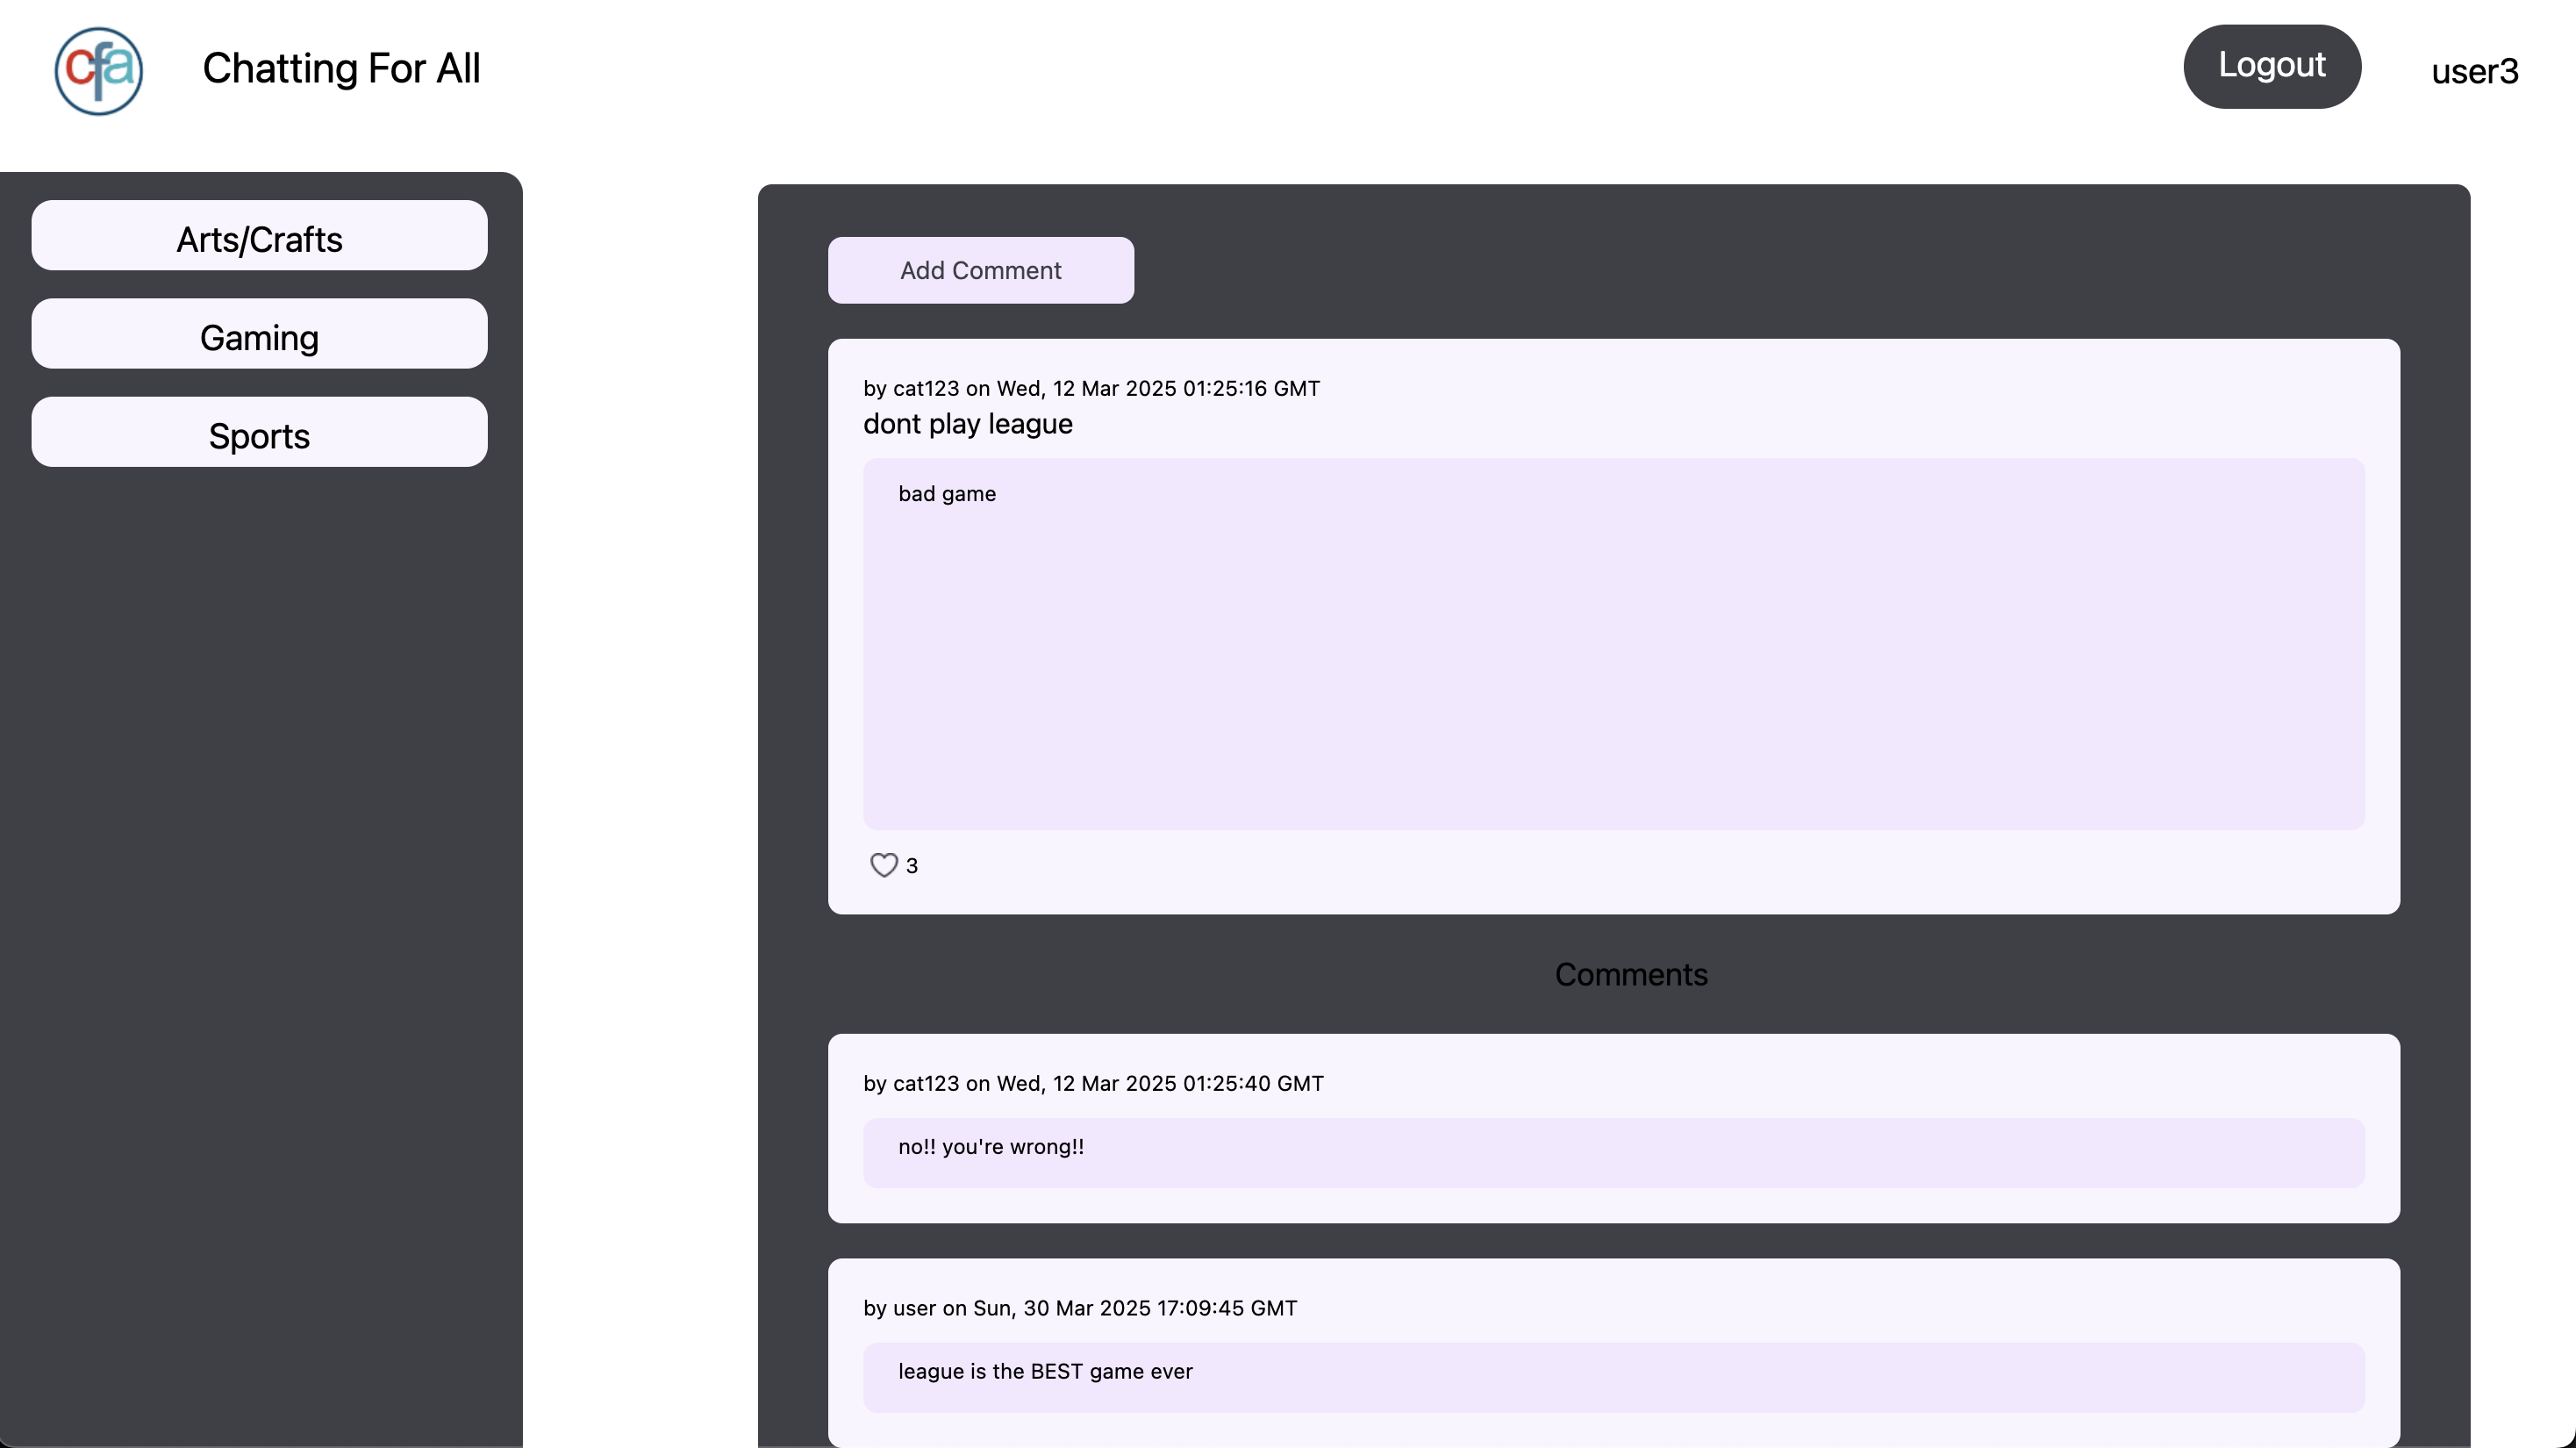 cfa
Chatting For All
Logout
user3
Arts/Crafts
Gaming
Sports
Add Comment
by cat123 on Wed, 12 Mar 2025 01:25:16 GMT
dont play league
bad game
3
Comments
by cat123 on Wed, 12 Mar 2025 01:25:40 GMT
no!! you're wrong!!
by user on Sun, 30 Mar 2025 17:09:45 GMT
league is the BEST game ever